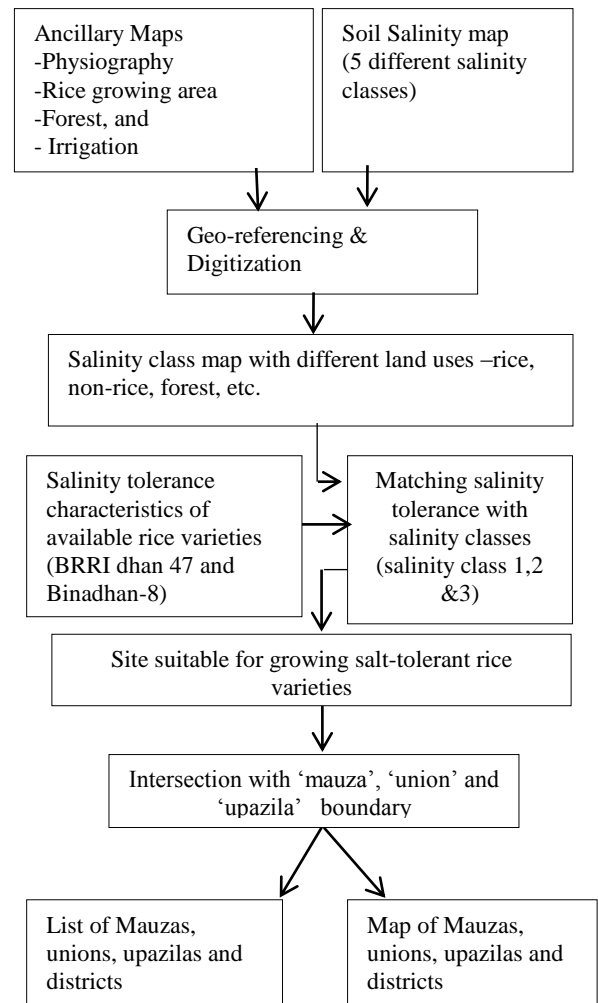 Ancillary Maps
-Physiography
-Rice growing area
-Forest, and
- Irrigation
Soil Salinity map
(5 different salinity
classes)
Geo-referencing &
Digitization
Salinity class map with different land uses –rice,
non-rice, forest, etc.
Salinity tolerance
characteristics of
available rice varieties
(BRRI dhan 47 and
Binadhan-8)
Matching salinity
tolerance with
salinity classes
(salinity class 1,2
&3)
Site suitable for growing salt-tolerant rice
varieties
Intersection with ‘mauza’, ‘union’ and
‘upazila’ boundary
List of Mauzas,
unions, upazilas and
districts
Map of Mauzas,
unions, upazilas and
districts